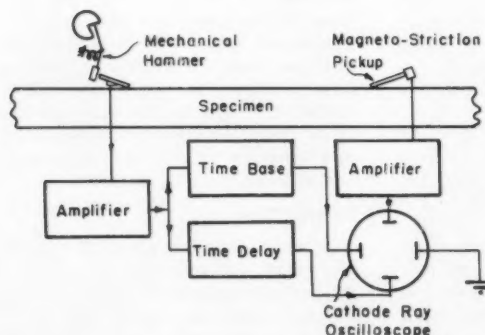 Mechanical
Hammer
Magneto-Striction
Pickup
Specimen
Time Base
Amplifier
Amplifier
Time Delay
Cathode Ray
Oscilloscope